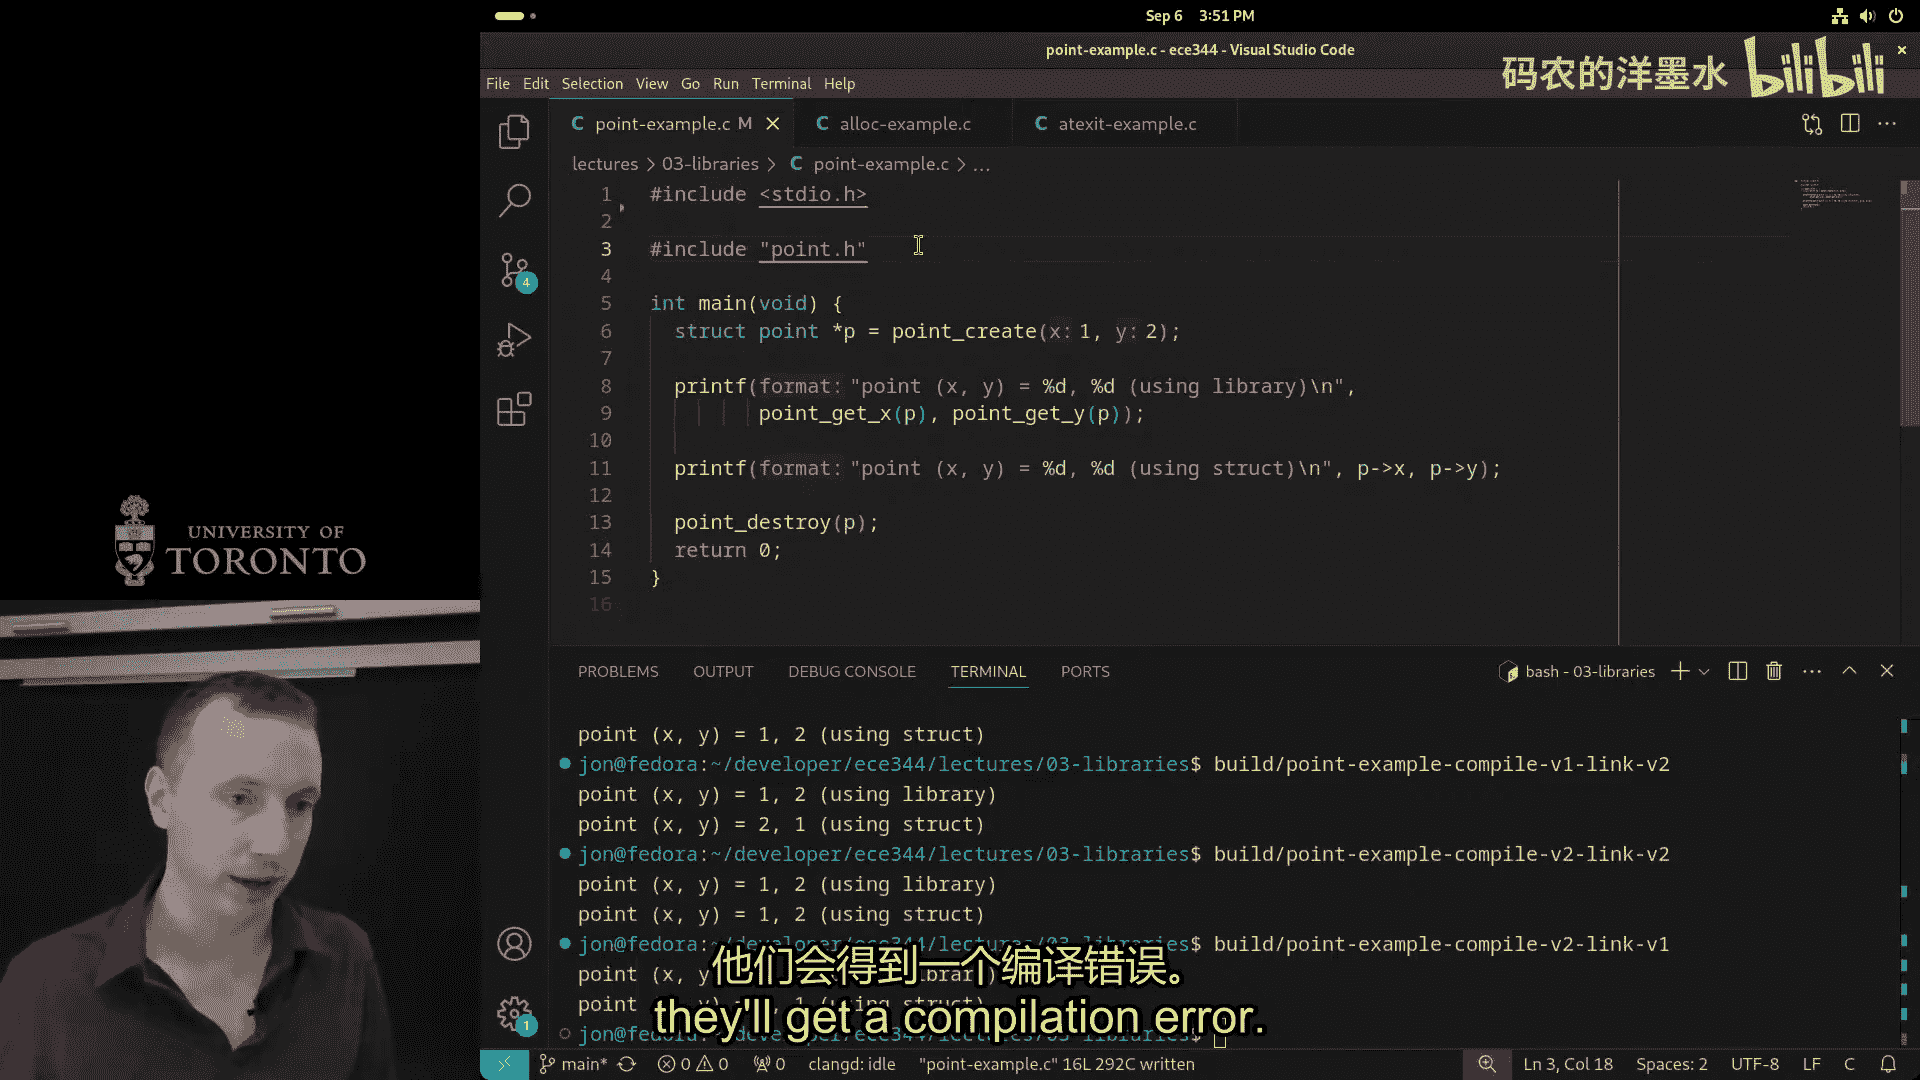 Sep 6 3:51 PM
point-example.c - ece344 - Visual Studio Code
码农的洋墨水 bilibili
File Edit Selection View Go Run Terminal Help
point-example.c M
alloc-example.c
atexit-example.c
lectures > 03-libraries > C point-example.c > ...
1 #include <stdio.h>
2
3 #include "point.h"
4
5 int main(void) {
6 struct point *p = point_create(x: 1, y: 2);
7
8 printf(format: "point (x, y) = %d, %d (using library)\n",
9 point_get_x(p), point_get_y(p));
10
11 printf(format: "point (x, y) = %d, %d (using struct)\n", p->x, p->y);
12
13 point_destroy(p);
14 return 0;
15 }
16
4
UNIVERSITY OF
TORONTO
PROBLEMS OUTPUT DEBUG CONSOLE TERMINAL PORTS
bash - 03-libraries
point (x, y) = 1, 2 (using struct)
jon@fedora:~/developer/ece344/lectures/03-libraries$ build/point-example-compile-v1-link-v2
point (x, y) = 1, 2 (using library)
point (x, y) = 2, 1 (using struct)
jon@fedora:~/developer/ece344/lectures/03-libraries$ build/point-example-compile-v2-link-v2
point (x, y) = 1, 2 (using library)
point (x, y) = 1, 2 (using struct)
jon@fedora:~/developer/ece344/lectures/03-libraries$ build/point-example-compile-v2-link-v1
他们会得到一个编译错误。
they'll get a compilation error.
1
main* 0 0 0 clangd: idle "point-example.c" 16L 292C written
Ln 3, Col 18 Spaces: 2 UTF-8 LF C